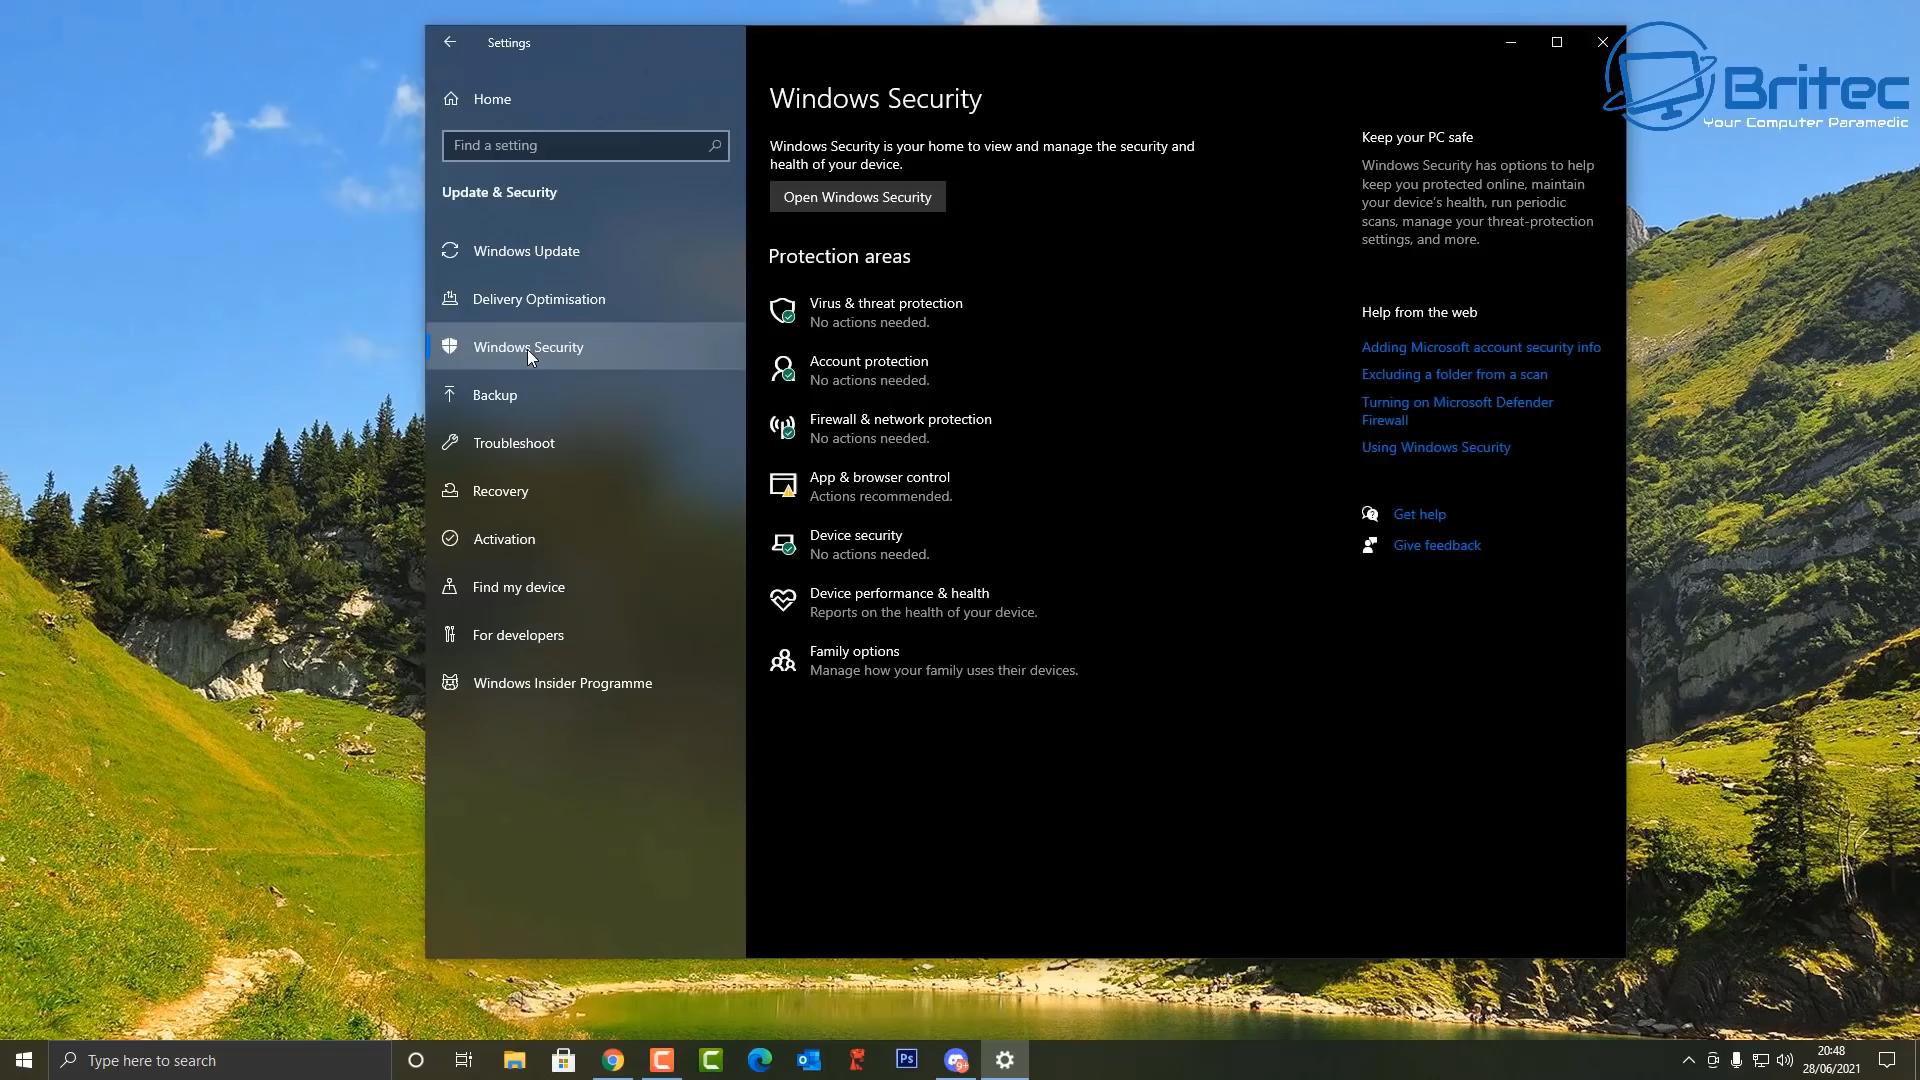 Settings
Home
Find a setting
Update & Security
Windows Update
Delivery Optimisation
Windows Security
Backup
Troubleshoot
Recovery
Activation
Find my device
For developers
Windows Insider Programme
Windows Security
Windows Security is your home to view and manage the security and
health of your device.
Open Windows Security
Protection areas
Virus & threat protection
No actions needed.
Account protection
No actions needed.
Firewall & network protection
No actions needed.
App & browser control
Actions recommended.
Device security
No actions needed.
Device performance & health
Reports on the health of your device.
Family options
Manage how your family uses their devices.
Keep your PC safe
Windows Security has options to help
keep you protected online, maintain
your device's health, run periodic
scans, manage your threat-protection
settings, and more.
Help from the web
Adding Microsoft account security info
Excluding a folder from a scan
Turning on Microsoft Defender
Firewall
Using Windows Security
Get help
Give feedback
Britec
Your Computer Paramedic
Type here to search
Ps
9+
20:48
28/06/2021